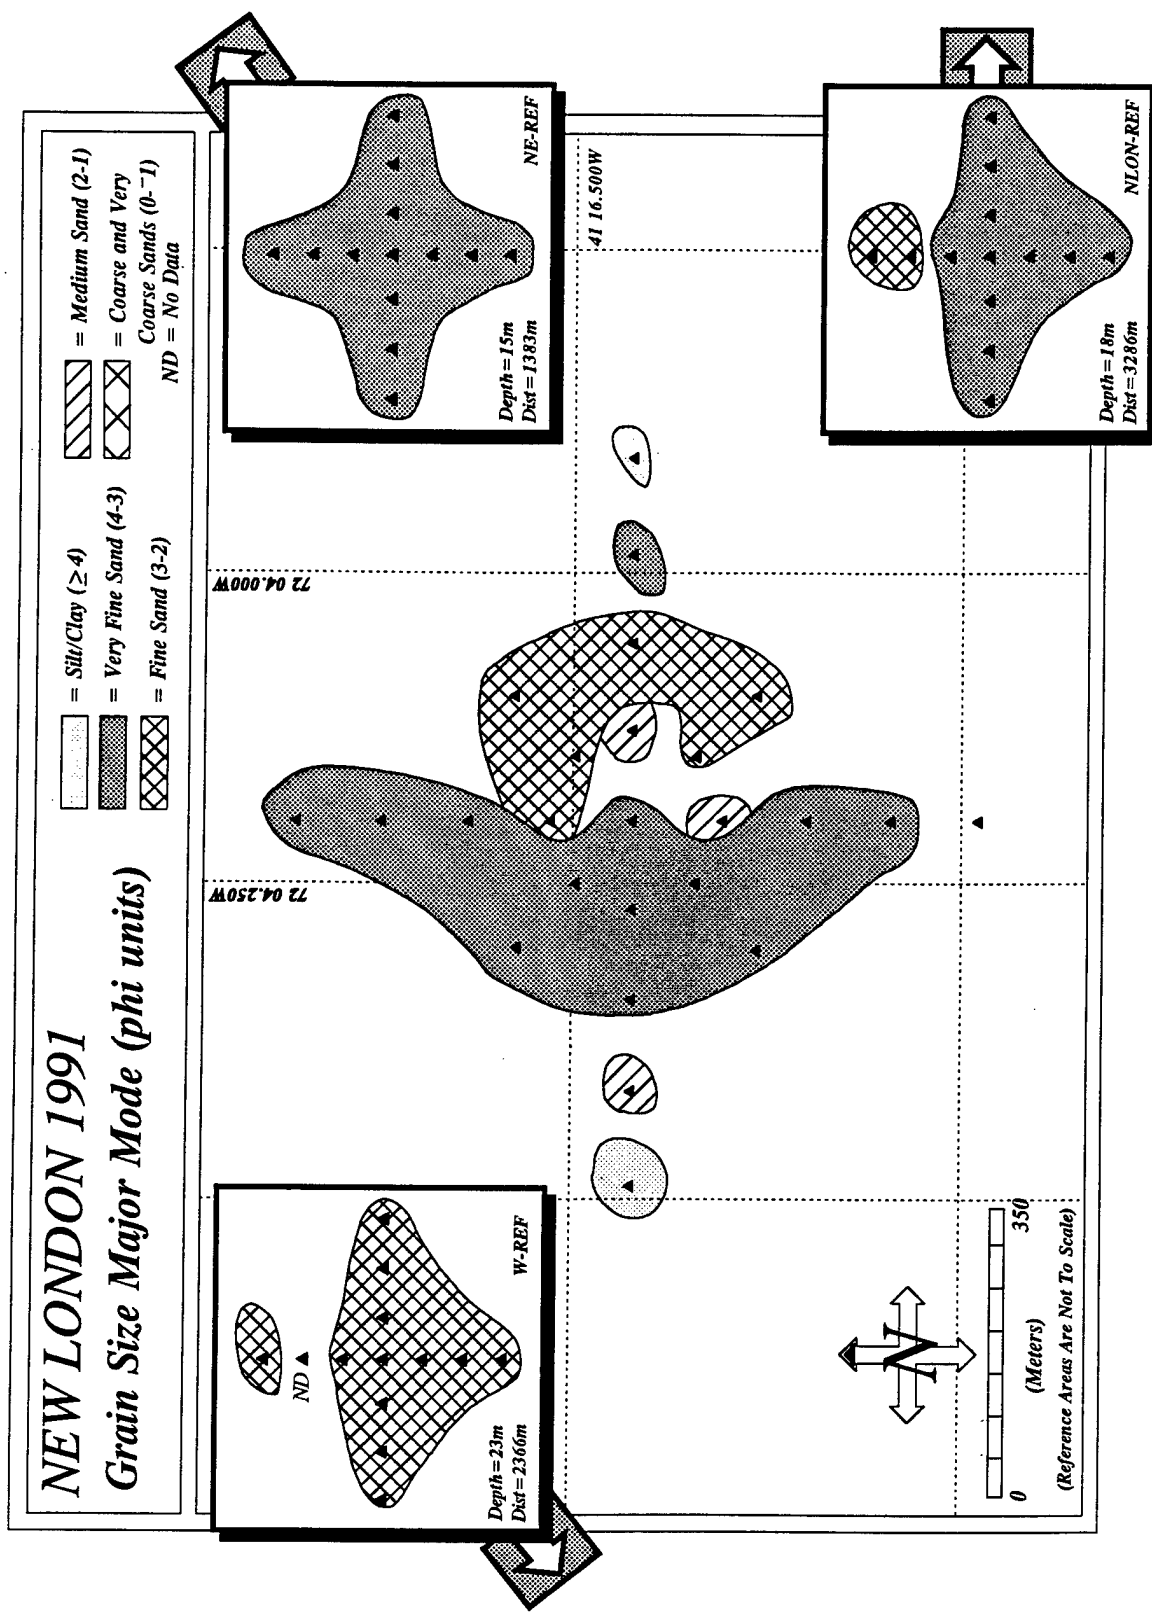 NEW LONDON 1991
Grain Size Major Mode (phi units)
= Silt/Clay (≥4)
= Very Fine Sand (4-3)
= Fine Sand (3-2)
= Medium Sand (2-1)
= Coarse and Very
Coarse Sands (0-¯1)
ND = No Data
ND
W-REF
Depth=23m
Dist=2366m
72 04.250W
72 04.000W
NE-REF
Depth=15m
Dist=1383m
41 16.500W
NLON-REF
Depth=18m
Dist=3286m
N
0
350
(Meters)
(Reference Areas Are Not To Scale)